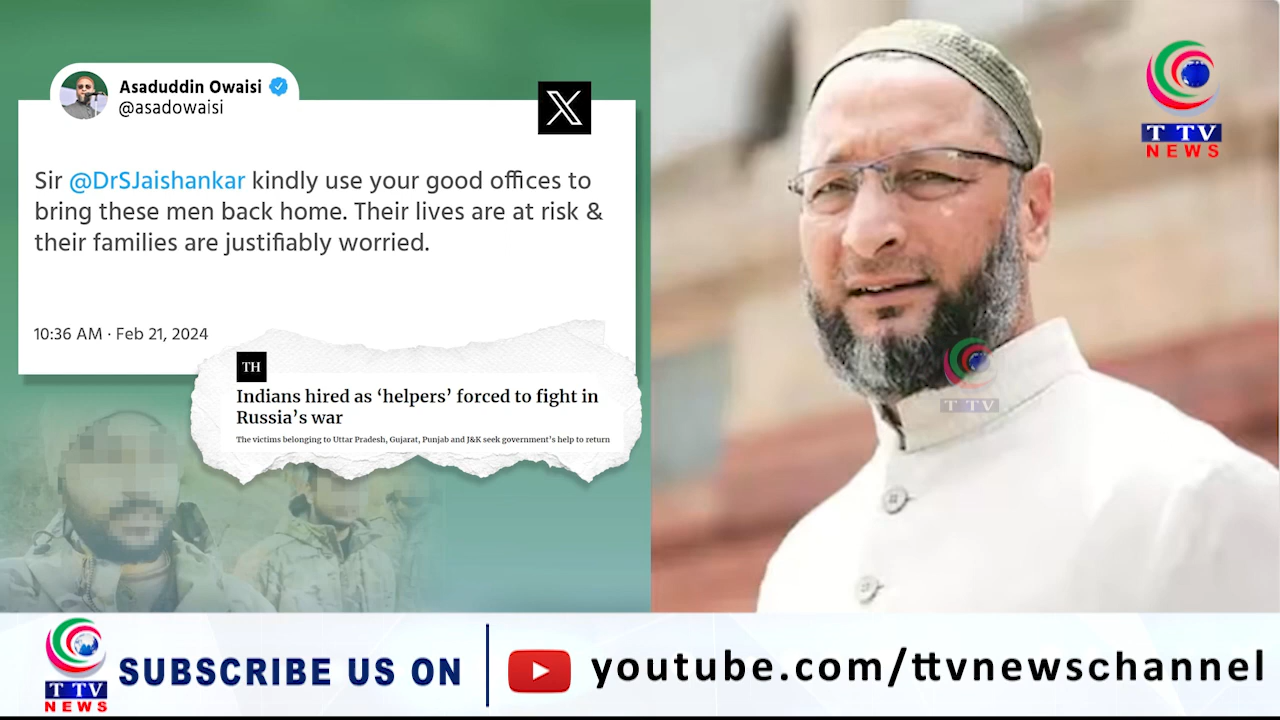 Asaduddin Owaisi
@asadowaisi
Sir @DrSJaishankar kindly use your good offices to
bring these men back home. Their lives are at risk &
their families are justifiably worried.
10:36 AM · Feb 21, 2024
TH
Indians hired as ‘helpers’ forced to fight in
Russia’s war
The victims belonging to Uttar Pradesh, Gujarat, Punjab and J&K seek government’s help to return
T TV
NEWS
T TV
T TV
NEWS
SUBSCRIBE US ON
youtube.com/ttvnewschannel